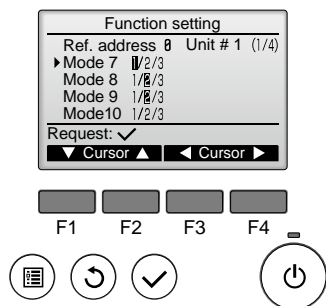 Function setting
Ref. address 0 Unit # 1 (1/4)
Mode 7 1/2/3
Mode 8 1/2/3
Mode 9 1/2/3
Mode10 1/2/3
Request: ✓
▼ Cursor ▲ ◀ Cursor ▶
F1 F2 F3 F4